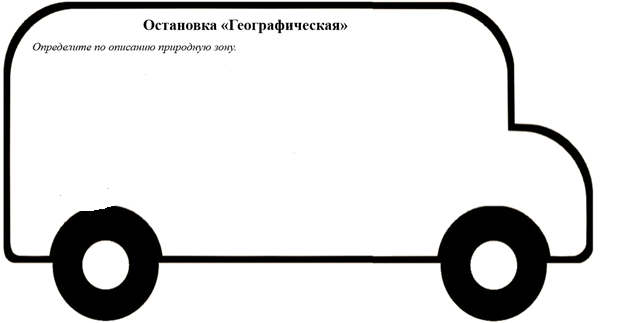 Остановка «Географическая»
Определите по описанию природную зону.